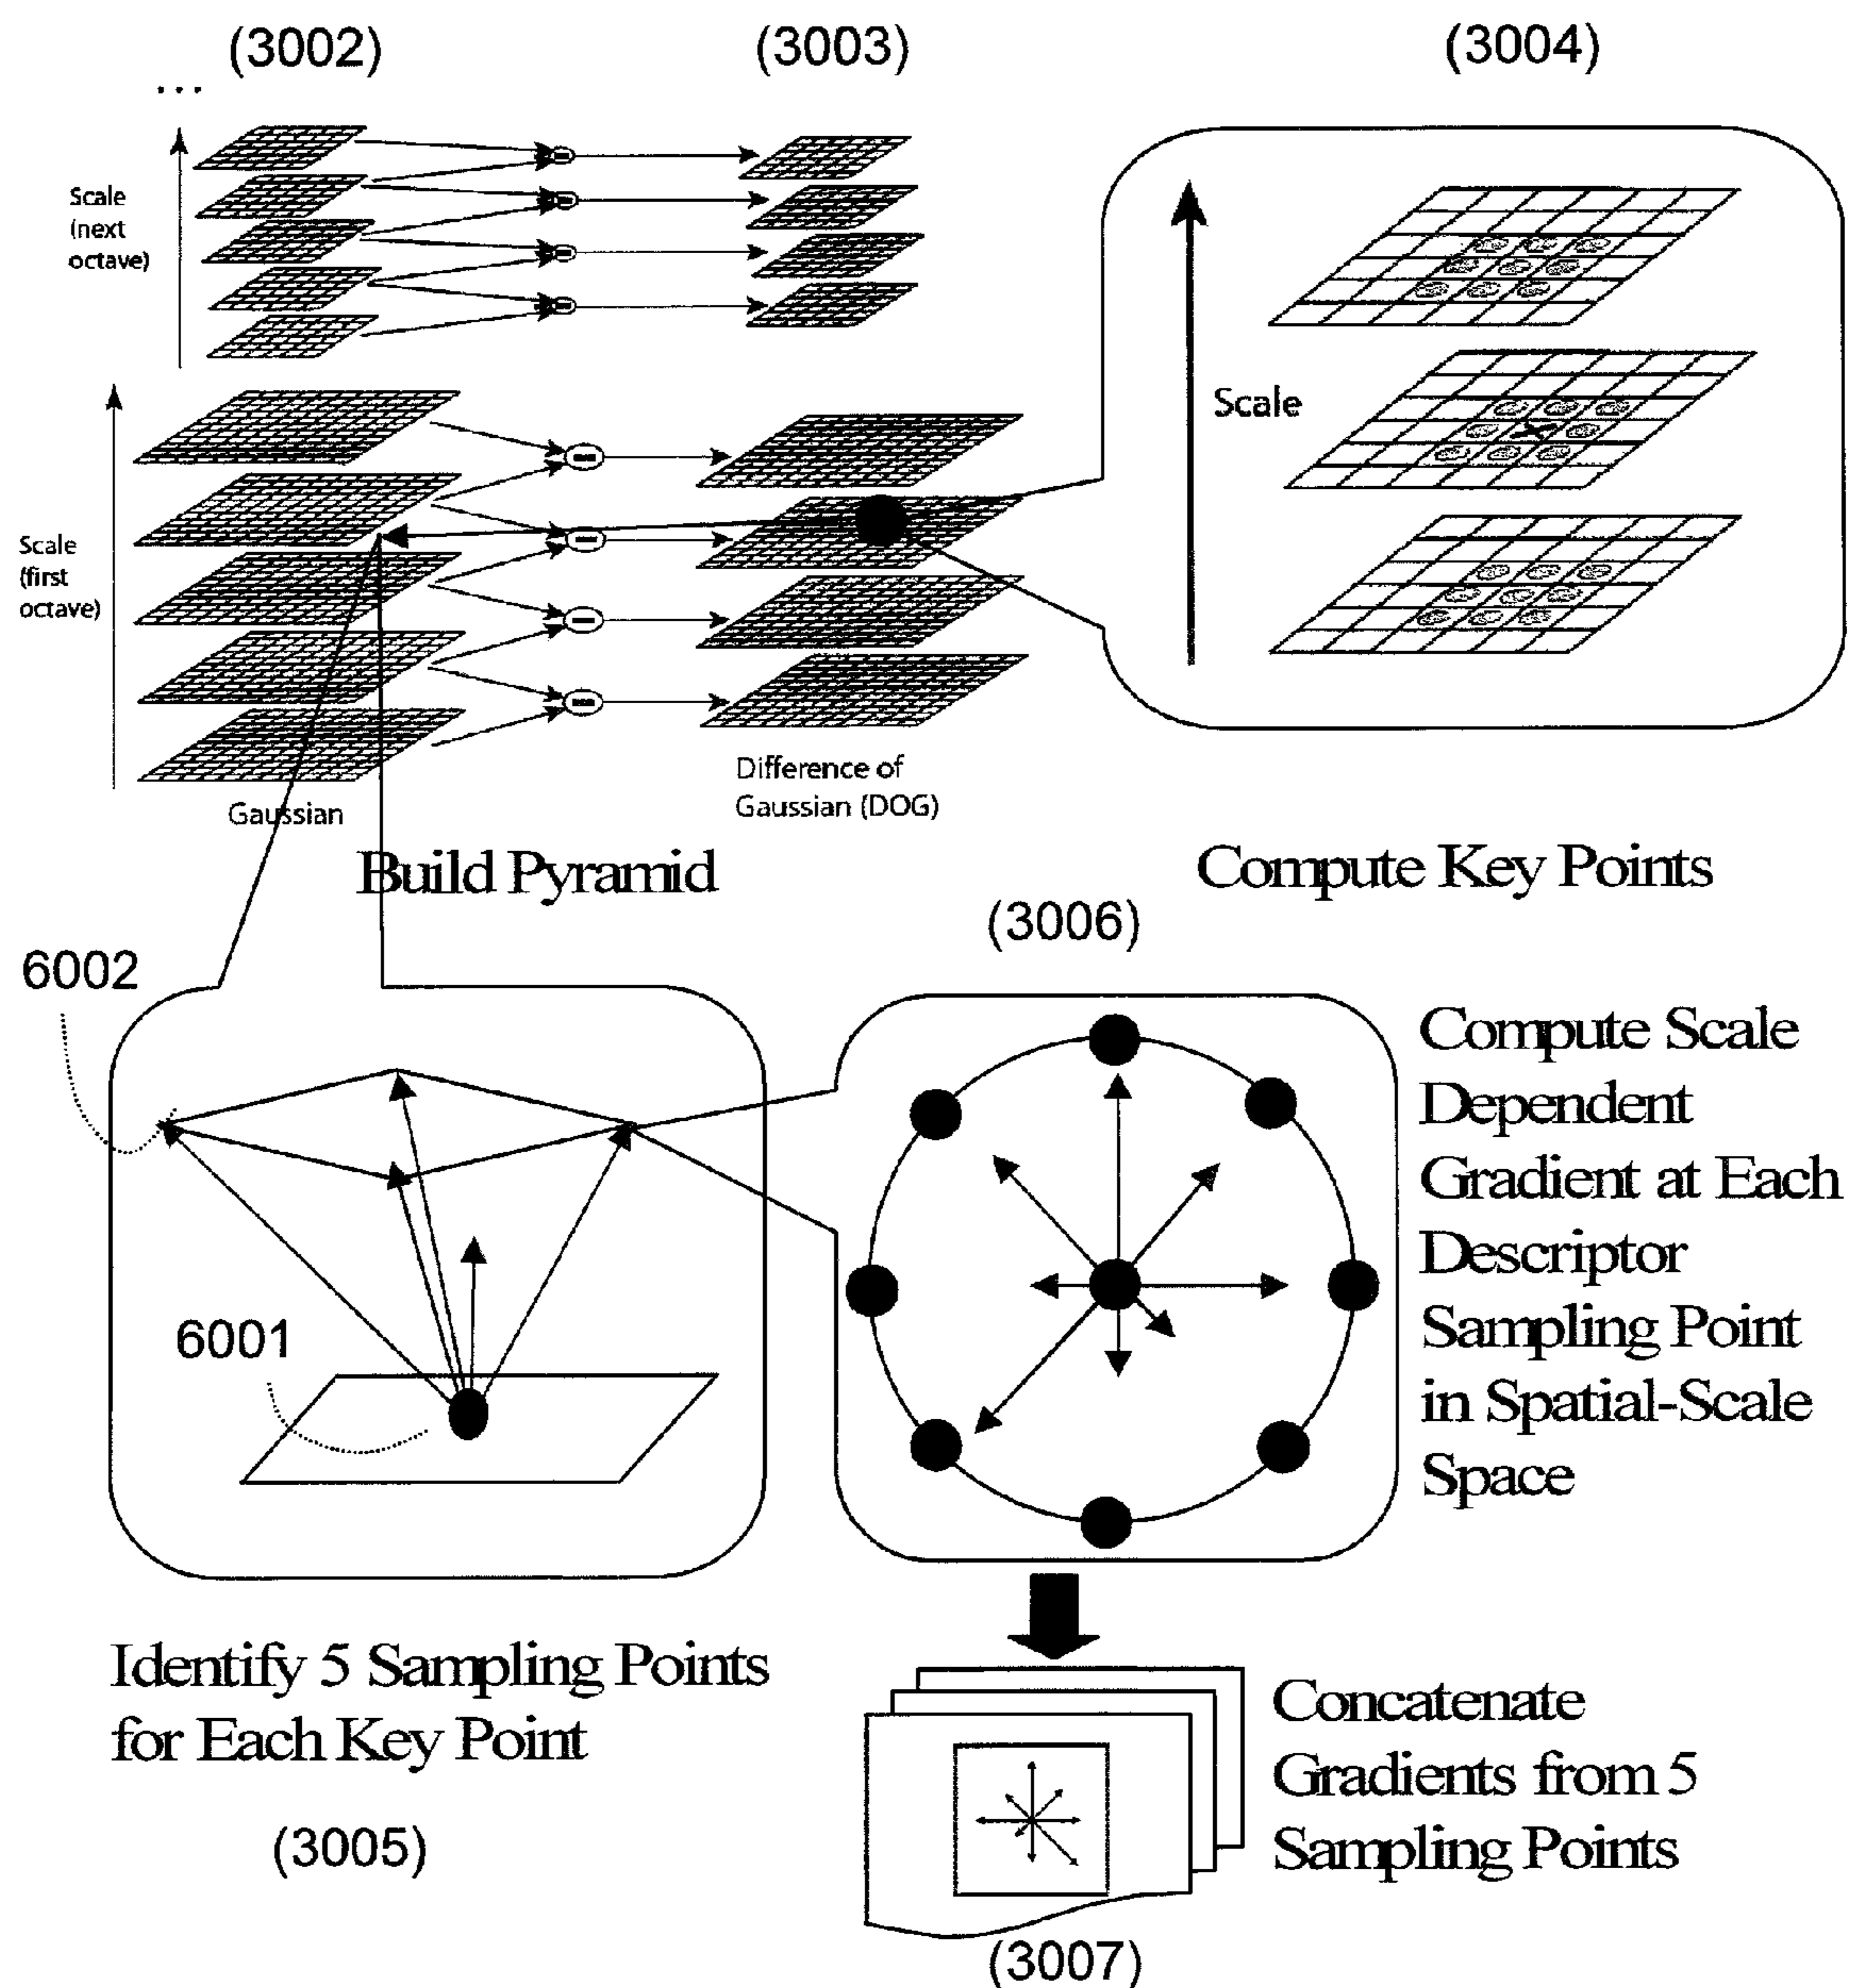 (3002)
(3003)
(3004)
...
Scale
(next
octave)
Scale
Scale
(first
octave)
Gaussian
Difference of
Gaussian (DOG)
Build Pyramid
Compute Key Points
(3006)
6002
6001
Compute Scale
Dependent
Gradient at Each
Descriptor
Sampling Point
in Spatial-Scale
Space
Identify 5 Sampling Points
for Each Key Point
(3005)
Concatenate
Gradients from 5
Sampling Points
(3007)